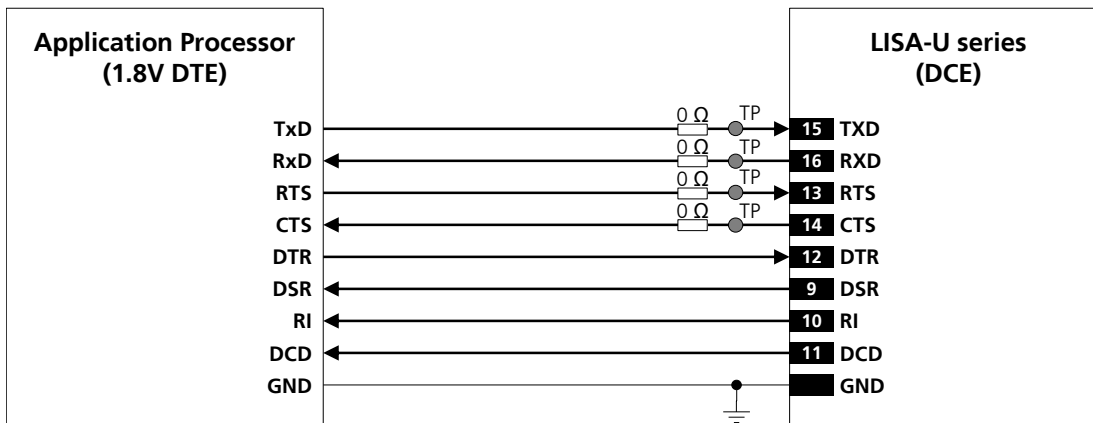 Application Processor
(1.8V DTE)
LISA-U series
(DCE)
TxD 0 Ω TP 15 TXD
RxD 0 Ω TP 16 RXD
RTS 0 Ω TP 13 RTS
CTS 0 Ω TP 14 CTS
DTR 12 DTR
DSR 9 DSR
RI 10 RI
DCD 11 DCD
GND GND